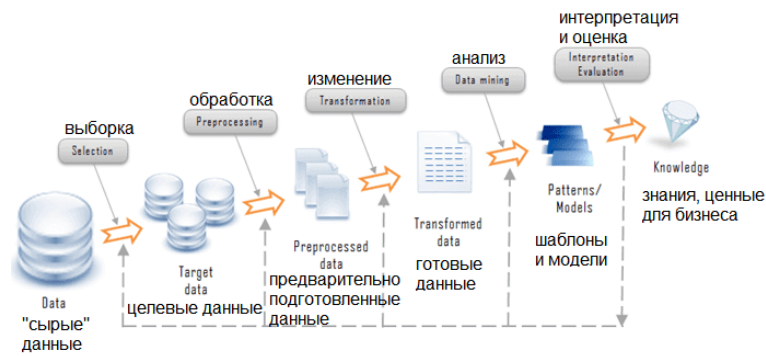 интерпретация
и оценка
Interpretation
Evaluation
анализ
Data mining
изменение
Transformation
обработка
Preprocessing
выборка
Selection
Data
"сырые"
данные
Target
data
целевые данные
Preprocessed
data
предварительно
подготовленные
данные
Transformed
data
готовые
данные
Patterns/
Models
шаблоны
и модели
Knowledge
знания, ценные
для бизнеса